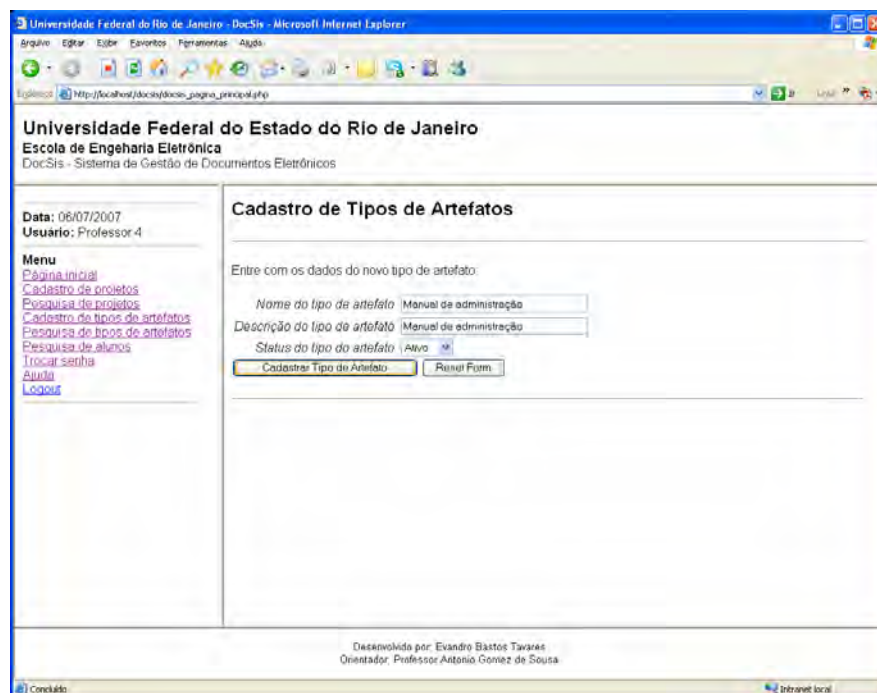 Universidade Federal do Rio de Janeiro - DocSis - Microsoft Internet Explorer
Arquivo Editar Exibir Favoritos Ferramentas Ajuda
http://localhost/docsis/docsis_pagina_principal.php
Universidade Federal do Estado do Rio de Janeiro
Escola de Engeharia Eletrônica
DocSis - Sistema de Gestão de Documentos Eletrônicos
Data: 06/07/2007
Usuário: Professor 4
Menu
Página inicial
Cadastro de projetos
Pesquisa de projetos
Cadastro de tipos de artefatos
Pesquisa de tipos de artefatos
Pesquisa de alunos
Trocar senha
Ajuda
Logout
Cadastro de Tipos de Artefatos
Entre com os dados do novo tipo de artefato:
Nome do tipo de artefato Manual de administração
Descrição do tipo de artefato Manual de administração
Status do tipo do artefato Ativo
Cadastrar Tipo de Artefato Reset Form
Desenvolvido por: Evandro Bastos Tavares
Orientador: Professor Antonio Gomez de Sousa
Concluído Intranet local